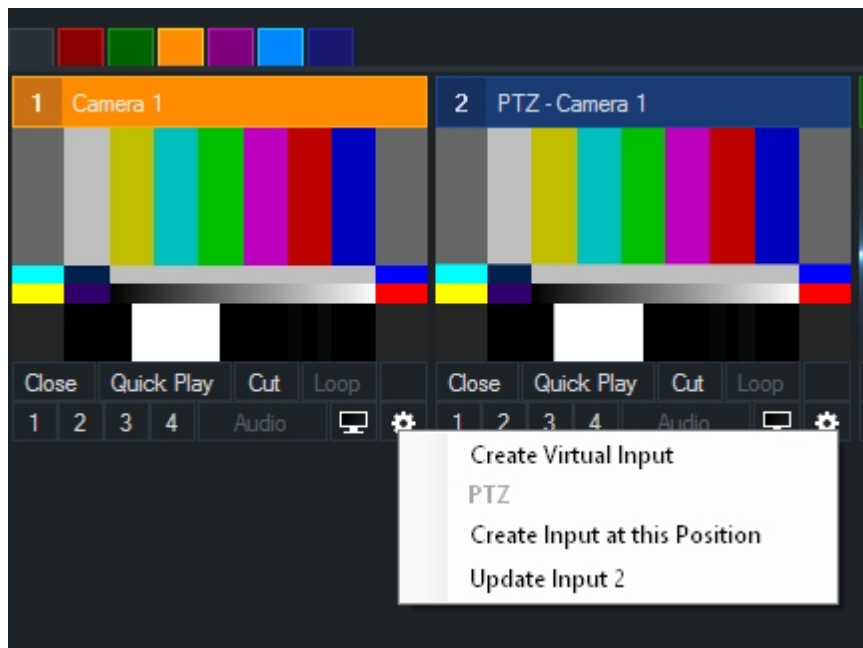 1 Camera 1
2 PTZ - Camera 1
Close Quick Play Cut Loop
Close Quick Play Cut Loop
1 2 3 4 Audio
1 2 3 4 Audio
Create Virtual Input
PTZ
Create Input at this Position
Update Input 2